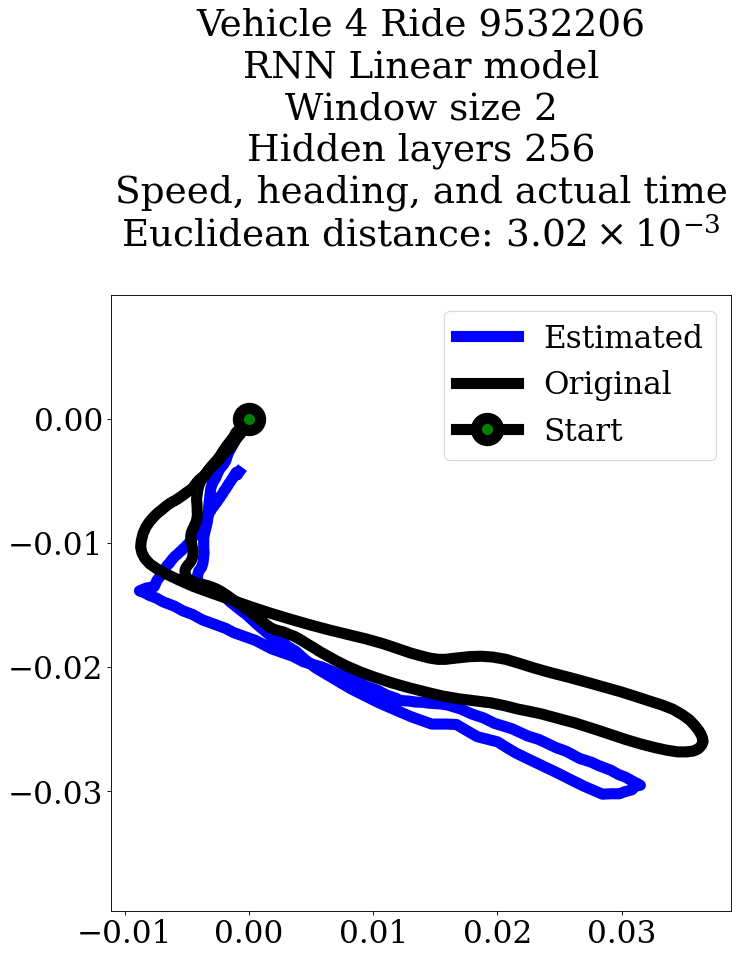 Vehicle 4 Ride 9532206
RNN Linear model
Window size 2
Hidden layers 256
Speed, heading, and actual time
Euclidean distance: 3.02 × 10⁻³
Estimated
Original
Start
0.00
−0.01
−0.02
−0.03
−0.01 0.00 0.01 0.02 0.03